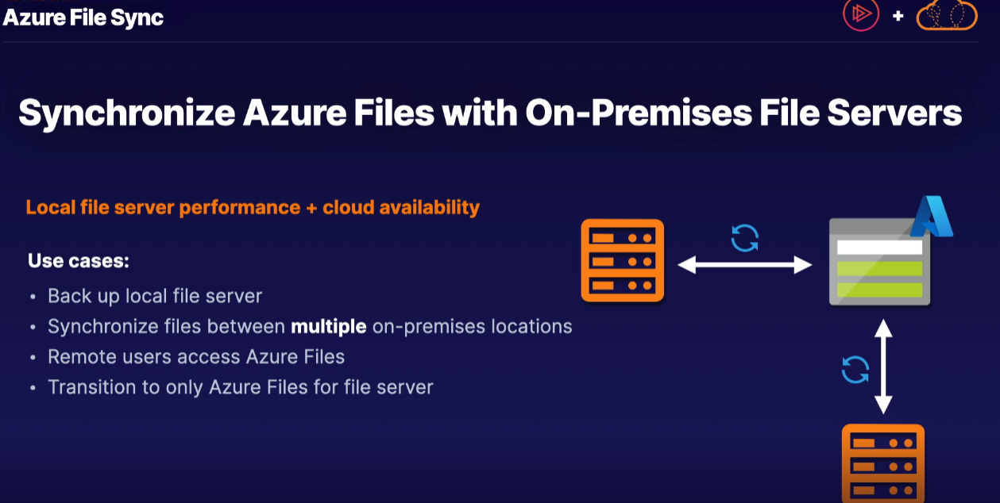 Azure File Sync
+
Synchronize Azure Files with On-Premises File Servers
Local file server performance + cloud availability
Use cases:
• Back up local file server
• Synchronize files between multiple on-premises locations
• Remote users access Azure Files
• Transition to only Azure Files for file server